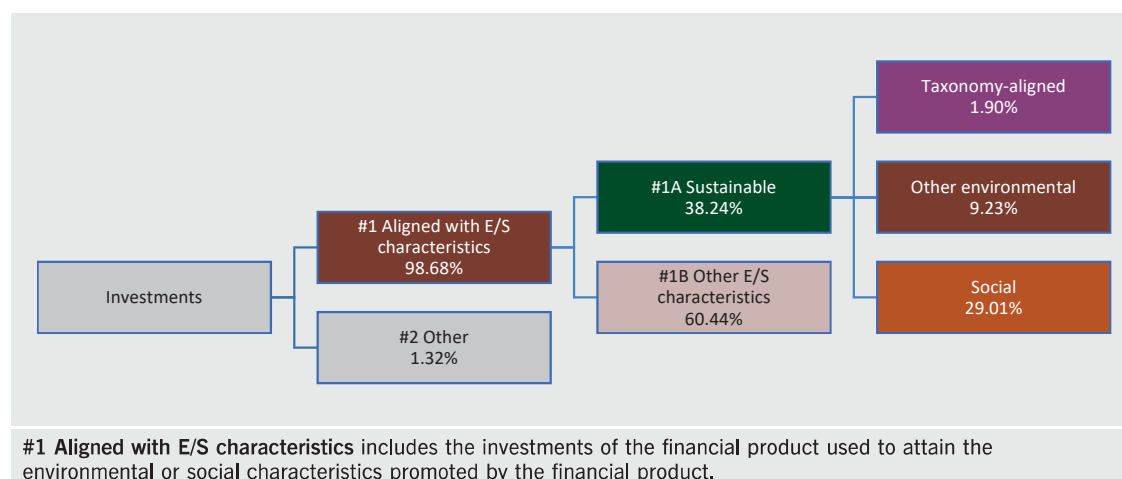 Taxonomy-aligned
1.90%
#1A Sustainable
38.24%
Other environmental
9.23%
#1 Aligned with E/S
characteristics
98.68%
Investments
#1B Other E/S
characteristics
60.44%
Social
29.01%
#2 Other
1.32%
#1 Aligned with E/S characteristics includes the investments of the financial product used to attain the
environmental or social characteristics promoted by the financial product.